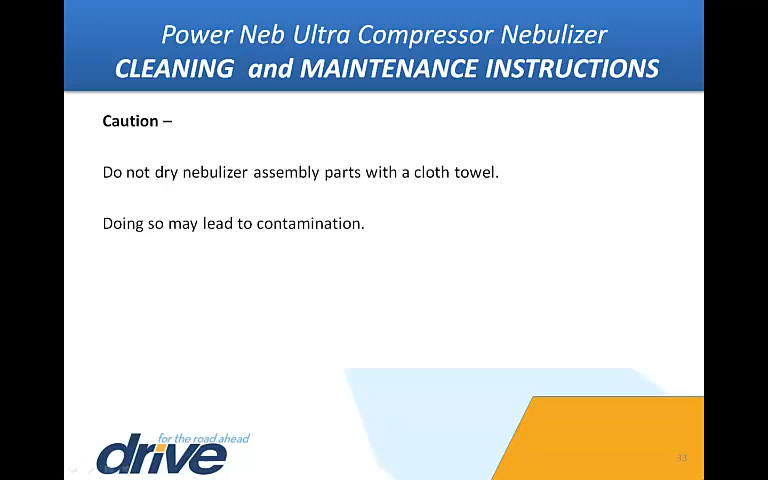 Power Neb Ultra Compressor Nebulizer
CLEANING and MAINTENANCE INSTRUCTIONS
Caution –
Do not dry nebulizer assembly parts with a cloth towel.
Doing so may lead to contamination.
for the road ahead
drive
33